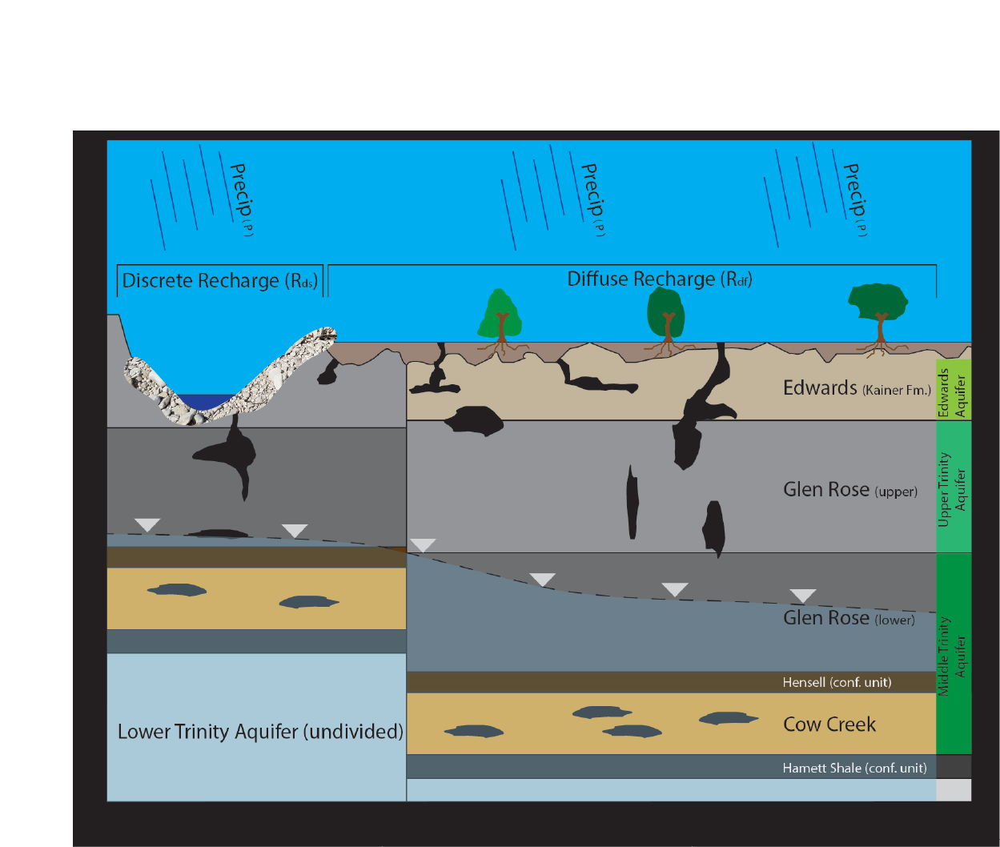 Precip (P)
Precip (P)
Precip (P)
Discrete Recharge (Rds)
Diffuse Recharge (Rdf)
Edwards (Kainer Fm.)
Edwards
Aquifer
Glen Rose (upper)
Upper Trinity
Aquifer
Glen Rose (lower)
Middle Trinity
Aquifer
Hensell (conf. unit)
Lower Trinity Aquifer (undivided)
Cow Creek
Hamett Shale (conf. unit)